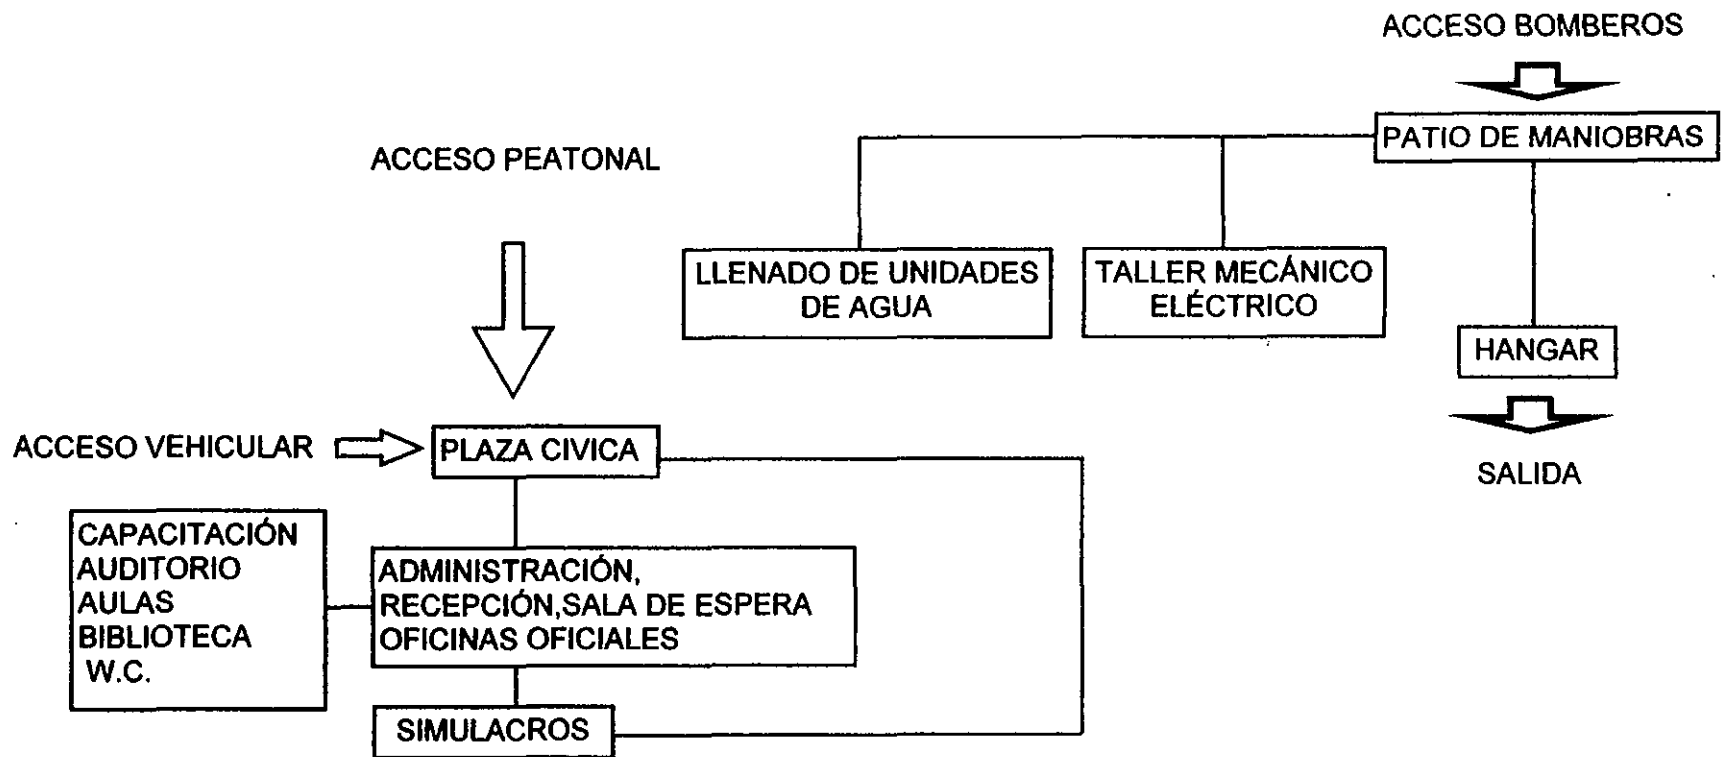 ACCESO BOMBEROS
PATIO DE MANIOBRAS
ACCESO PEATONAL
LLENADO DE UNIDADES
DE AGUA
TALLER MECÁNICO
ELÉCTRICO
HANGAR
SALIDA
ACCESO VEHICULAR
PLAZA CIVICA
CAPACITACIÓN
AUDITORIO
AULAS
BIBLIOTECA
W.C.
ADMINISTRACIÓN,
RECEPCIÓN,SALA DE ESPERA
OFICINAS OFICIALES
SIMULACROS